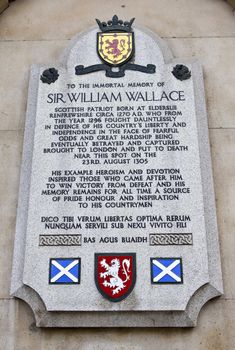 TO THE IMMORTAL MEMORY OF
SIR WILLIAM WALLACE
SCOTTISH PATRIOT BORN AT ELDERSLIE
RENFREWSHIRE CIRCA 1270 A.D. WHO FROM
THE YEAR 1296 FOUGHT DAUNTLESSLY
IN DEFENCE OF HIS COUNTRY'S LIBERTY AND
INDEPENDENCE IN THE FACE OF FEARFUL
ODDS AND GREAT HARDSHIP BEING
EVENTUALLY BETRAYED AND CAPTURED
BROUGHT TO LONDON AND PUT TO DEATH
NEAR THIS SPOT ON THE
23RD. AUGUST 1305
HIS EXAMPLE HEROISM AND DEVOTION
INSPIRED THOSE WHO CAME AFTER HIM
TO WIN VICTORY FROM DEFEAT AND HIS
MEMORY REMAINS FOR ALL TIME A SOURCE
OF PRIDE HONOUR AND INSPIRATION
TO HIS COUNTRYMEN
DICO TIBI VERUM LIBERTAS OPTIMA RERUM
NUNQUAM SERVILI SUB NEXU VIVITO FILI
BAS AGUS BUAIDH